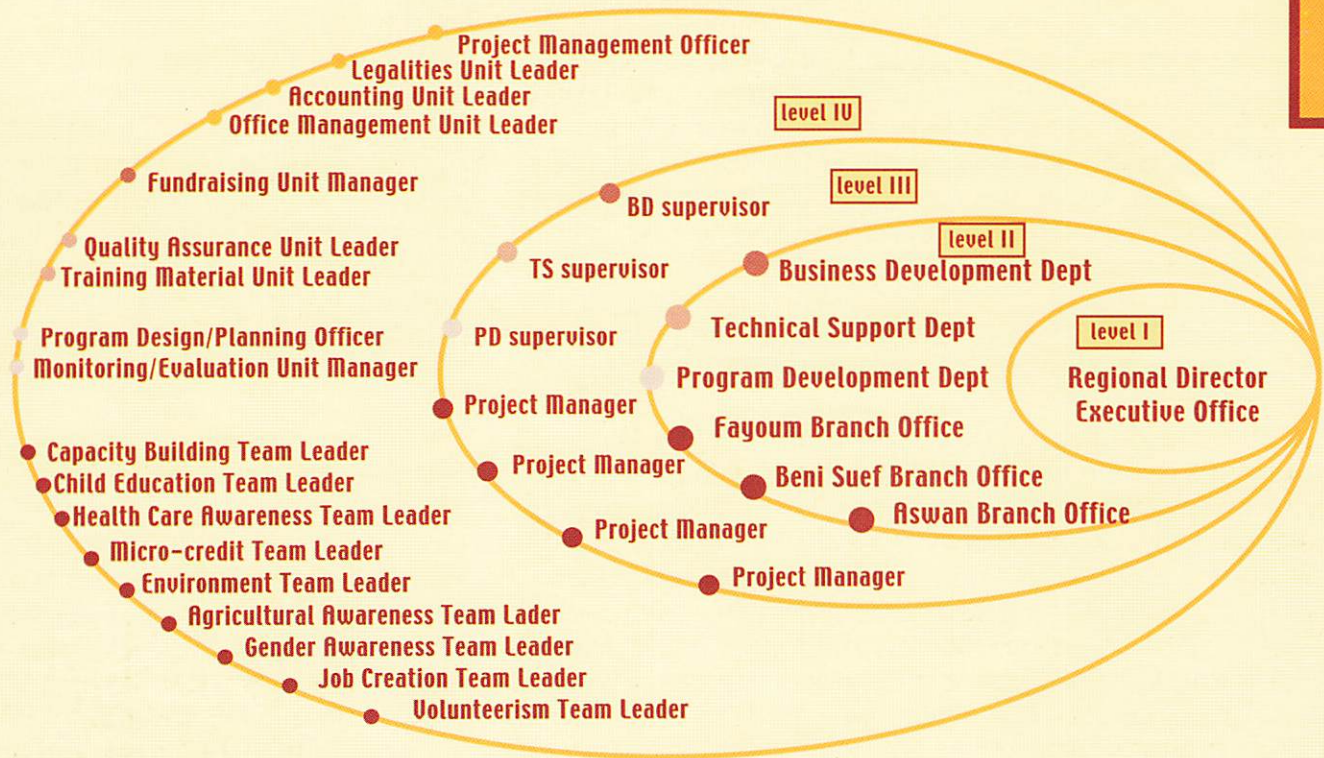 Project Management Officer
Legalities Unit Leader
Accounting Unit Leader
Office Management Unit Leader
Fundraising Unit Manager
Quality Assurance Unit Leader
Training Material Unit Leader
Program Design/Planning Officer
Monitoring/Evaluation Unit Manager
Capacity Building Team Leader
Child Education Team Leader
Health Care Awareness Team Leader
Micro-credit Team Leader
Environment Team Leader
Agricultural Awareness Team Lader
Gender Awareness Team Leader
Job Creation Team Leader
Volunteerism Team Leader
level IV
BD supervisor
TS supervisor
PD supervisor
Project Manager
Project Manager
Project Manager
Project Manager
level III
level II
Business Development Dept
Technical Support Dept
Program Development Dept
Fayoum Branch Office
Beni Suef Branch Office
Aswan Branch Office
level I
Regional Director
Executive Office